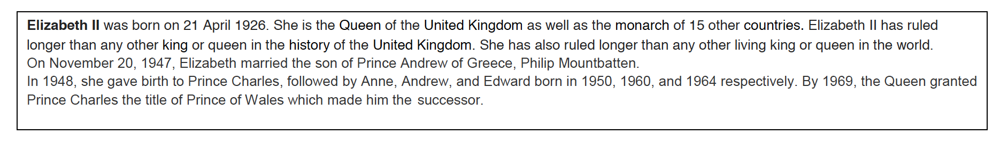 Elizabeth II was born on 21 April 1926. She is the Queen of the United Kingdom as well as the monarch of 15 other countries. Elizabeth II has ruled
longer than any other king or queen in the history of the United Kingdom. She has also ruled longer than any other living king or queen in the world.
On November 20, 1947, Elizabeth married the son of Prince Andrew of Greece, Philip Mountbatten.
In 1948, she gave birth to Prince Charles, followed by Anne, Andrew, and Edward born in 1950, 1960, and 1964 respectively. By 1969, the Queen granted
Prince Charles the title of Prince of Wales which made him the successor.